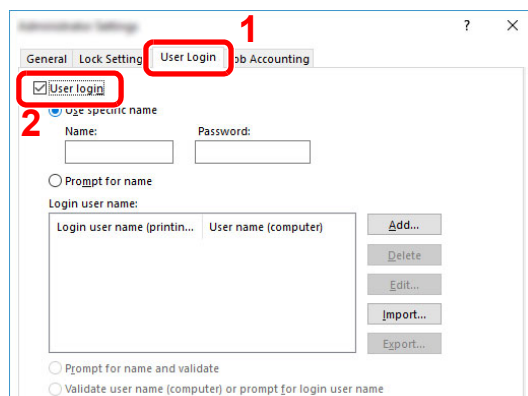 1
General Lock Setting User Login ob Accounting
User login
2
Use specific name
Name: Password:
Prompt for name
Login user name:
Login user name (printin... User name (computer) Add...
Delete
Edit...
Import...
Export...
Prompt for name and validate
Validate user name (computer) or prompt for login user name